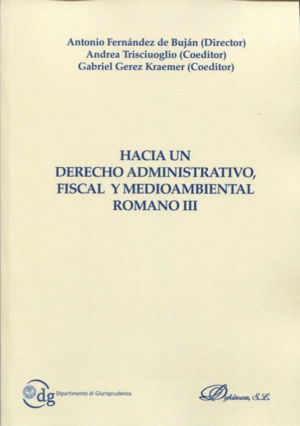 Antonio Fernández de Buján (Director)
Andrea Trisciuoglio (Coeditor)
Gabriel Gerez Kraemer (Coeditor)
HACIA UN
DERECHO ADMINISTRATIVO,
FISCAL Y MEDIOAMBIENTAL
ROMANO III
dg Dipartimento di Giurisprudenza
Dykinson, S.L.